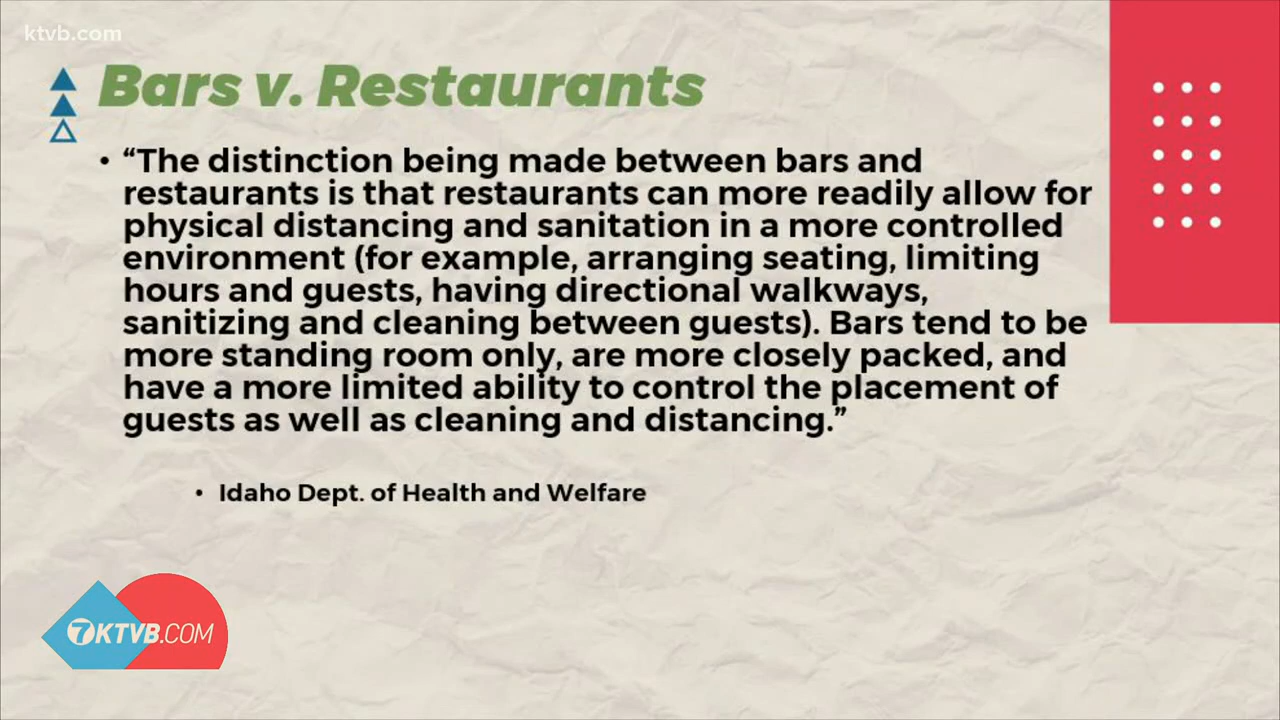 ktvb.com
Bars v. Restaurants
• “The distinction being made between bars and
restaurants is that restaurants can more readily allow for
physical distancing and sanitation in a more controlled
environment (for example, arranging seating, limiting
hours and guests, having directional walkways,
sanitizing and cleaning between guests). Bars tend to be
more standing room only, are more closely packed, and
have a more limited ability to control the placement of
guests as well as cleaning and distancing.”
• Idaho Dept. of Health and Welfare
7KTVB.COM